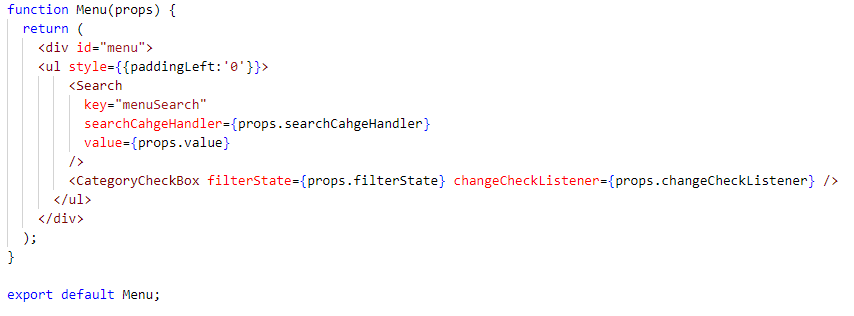 function Menu(props) {
  return (
    <div id="menu">
    <ul style={{paddingLeft:'0'}}>
        <Search
          key="menuSearch"
          searchCahgeHandler={props.searchCahgeHandler}
          value={props.value}
        />
        <CategoryCheckBox filterState={props.filterState} changeCheckListener={props.changeCheckListener} />
      </ul>
    </div>
  );
}

export default Menu;